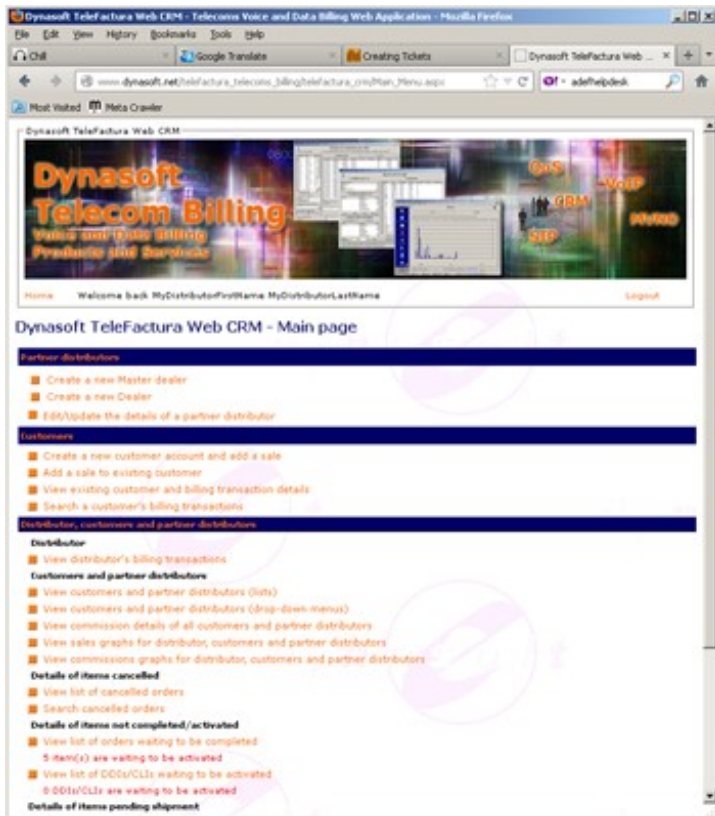 Dynasoft TeleFactura Web CRM - Telecoms Voice and Data Billing Web Application - Mozilla Firefox
File Edit View History Bookmarks Tools Help
Chill Google Translate Creating Tickets Dynasoft TeleFactura Web ...
www.dynasoft.net/telefactura_telecoms_billing/telefactura_crm/Main_Menu.aspx adefhelpdesk
Most Visited Meta Crawler
Dynasoft TeleFactura Web CRM
Dynasoft
Telecom Billing
Voice and Data Billing
Products and Services
QoS
VoIP
CRM
MVNO
SIP
Home Welcome back MyDistributorFirstName MyDistributorLastName Logout
Dynasoft TeleFactura Web CRM - Main page
Partner distributors
Create a new Master dealer
Create a new Dealer
Edit/Update the details of a partner distributor
Customers
Create a new customer account and add a sale
Add a sale to existing customer
View existing customer and billing transaction details
Search a customer's billing transactions
Distributor, customers and partner distributors
Distributor
View distributor's billing transactions
Customers and partner distributors
View customers and partner distributors (lists)
View customers and partner distributors (drop-down menus)
View commission details of all customers and partner distributors
View sales graphs for distributor, customers and partner distributors
View commissions graphs for distributor, customers and partner distributors
Details of items cancelled
View list of cancelled orders
Search cancelled orders
Details of items not completed/activated
View list of orders waiting to be completed
5 item(s) are waiting to be activated
View list of DDIs/CLIs waiting to be activated
0 DDIs/CLIs are waiting to be activated
Details of items pending shipment